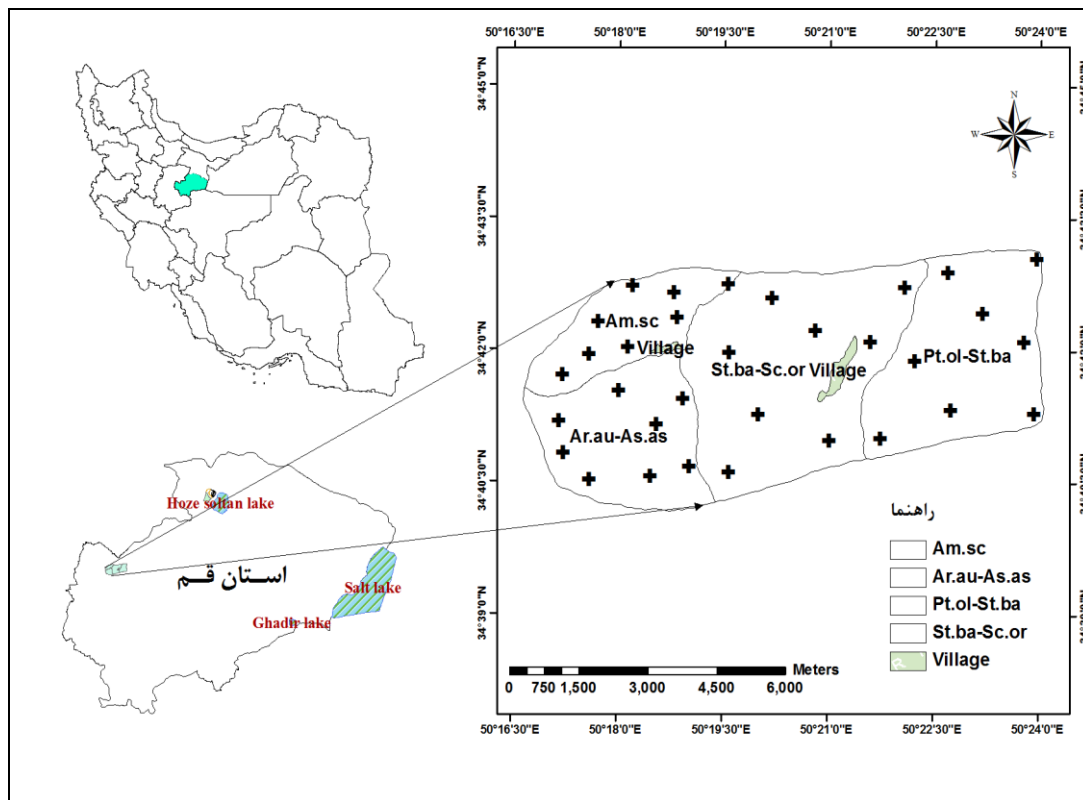 50°16'30"E 50°18'0"E 50°19'30"E 50°21'0"E 50°22'30"E 50°24'0"E
34°45'0"N
34°43'30"N
34°42'0"N
34°40'30"N
34°39'0"N
N
W E
S
Am.sc
Village
St.ba-Sc.or Village
Pt.ol-St.ba
Ar.au-As.as
راهنما
Am.sc
Ar.au-As.as
Pt.ol-St.ba
St.ba-Sc.or
Village
Meters
0 750 1,500 3,000 4,500 6,000
50°16'30"E 50°18'0"E 50°19'30"E 50°21'0"E 50°22'30"E 50°24'0"E
Hoze soltan lake
استان قم
Salt lake
Ghadir lake